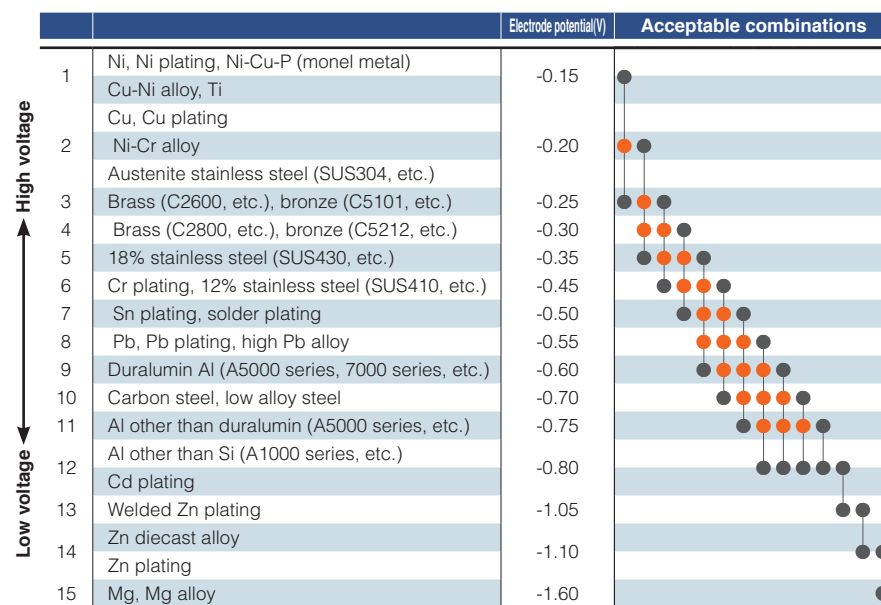 Electrode potential(V) Acceptable combinations
High voltage
Low voltage
1 Ni, Ni plating, Ni-Cu-P (monel metal) -0.15
Cu-Ni alloy, Ti
Cu, Cu plating
2 Ni-Cr alloy -0.20
Austenite stainless steel (SUS304, etc.)
3 Brass (C2600, etc.), bronze (C5101, etc.) -0.25
4 Brass (C2800, etc.), bronze (C5212, etc.) -0.30
5 18% stainless steel (SUS430, etc.) -0.35
6 Cr plating, 12% stainless steel (SUS410, etc.) -0.45
7 Sn plating, solder plating -0.50
8 Pb, Pb plating, high Pb alloy -0.55
9 Duralumin Al (A5000 series, 7000 series, etc.) -0.60
10 Carbon steel, low alloy steel -0.70
11 Al other than duralumin (A5000 series, etc.) -0.75
Al other than Si (A1000 series, etc.)
12 -0.80
Cd plating
13 Welded Zn plating -1.05
Zn diecast alloy
14 -1.10
Zn plating
15 Mg, Mg alloy -1.60